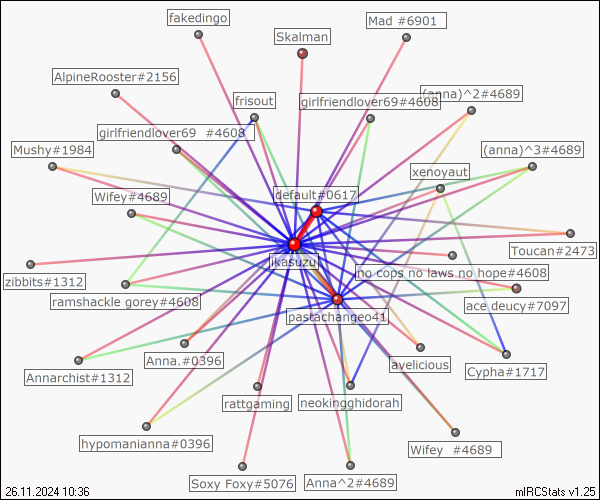 fakedingo
Mad #6901
Skalman
AlpineRooster#2156
frisout
girlfriendlover69#4608
(anna)^2#4689
girlfriendlover69 #4608
Mushy#1984
(anna)^3#4689
xenoyaut
default#0617
Wifey#4689
Toucan#2473
likasuzu
zibbits#1312
no cops no laws no hope#4608
ramshackle gorey#4608
ace deucy#7097
pastachangeo41
Anna.#0396
avelicious
Cypha#1717
Annarchist#1312
rattgaming
neokingghidorah
hypomanianna#0396
Wifey_#4689
Soxy Foxy#5076
Anna^2#4689
26.11.2024 10:36
mIRCStats v1.25